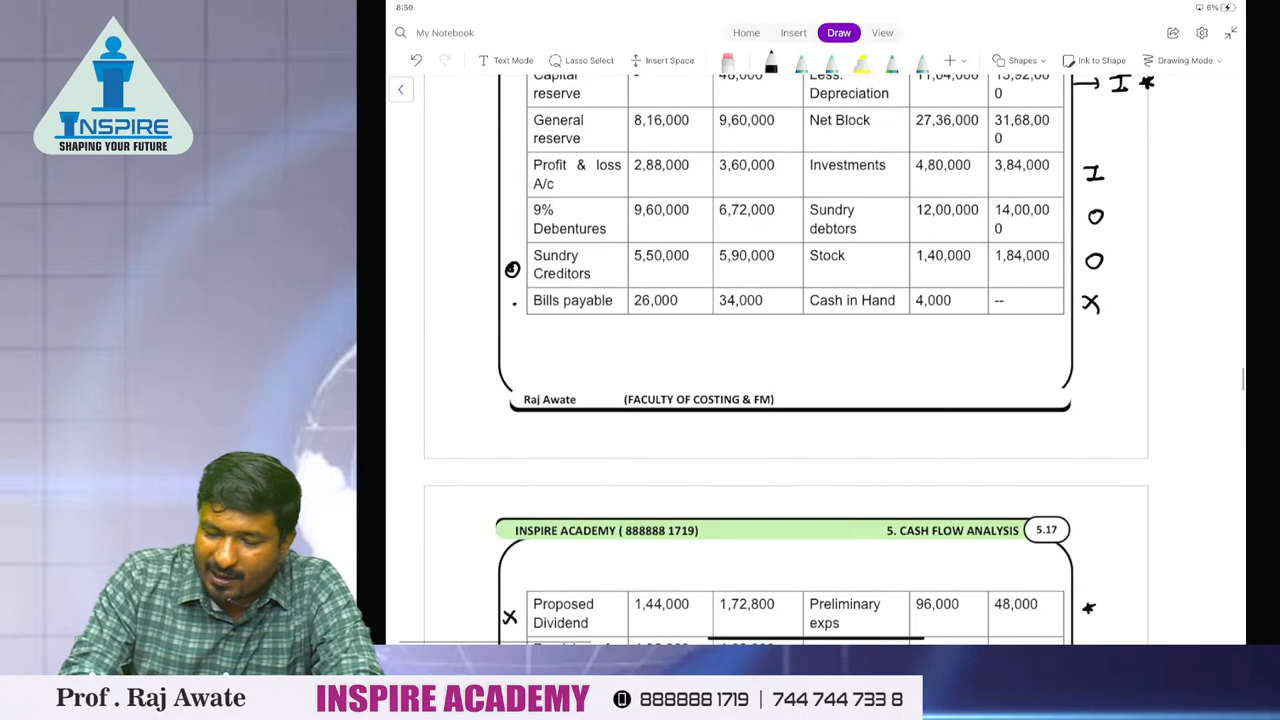 8:50
6%
My Notebook
Home Insert Draw View
Text Mode Lasso Select Insert Space Shapes Ink to Shape Drawing Mode
INSPIRE
SHAPING YOUR FUTURE
Capital reserve - 48,000 Less: Depreciation 11,04,000 13,92,000 → I *
General reserve 8,16,000 9,60,000 Net Block 27,36,000 31,68,000
Profit & loss A/c 2,88,000 3,60,000 Investments 4,80,000 3,84,000 I
9% Debentures 9,60,000 6,72,000 Sundry debtors 12,00,000 14,00,000 O
Sundry Creditors 5,50,000 5,90,000 Stock 1,40,000 1,84,000 O
Bills payable 26,000 34,000 Cash in Hand 4,000 -- X
Raj Awate (FACULTY OF COSTING & FM)
INSPIRE ACADEMY ( 888888 1719) 5. CASH FLOW ANALYSIS 5.17
X Proposed Dividend 1,44,000 1,72,800 Preliminary exps 96,000 48,000 *
Prof . Raj Awate INSPIRE ACADEMY 888888 1719 | 744 744 733 8